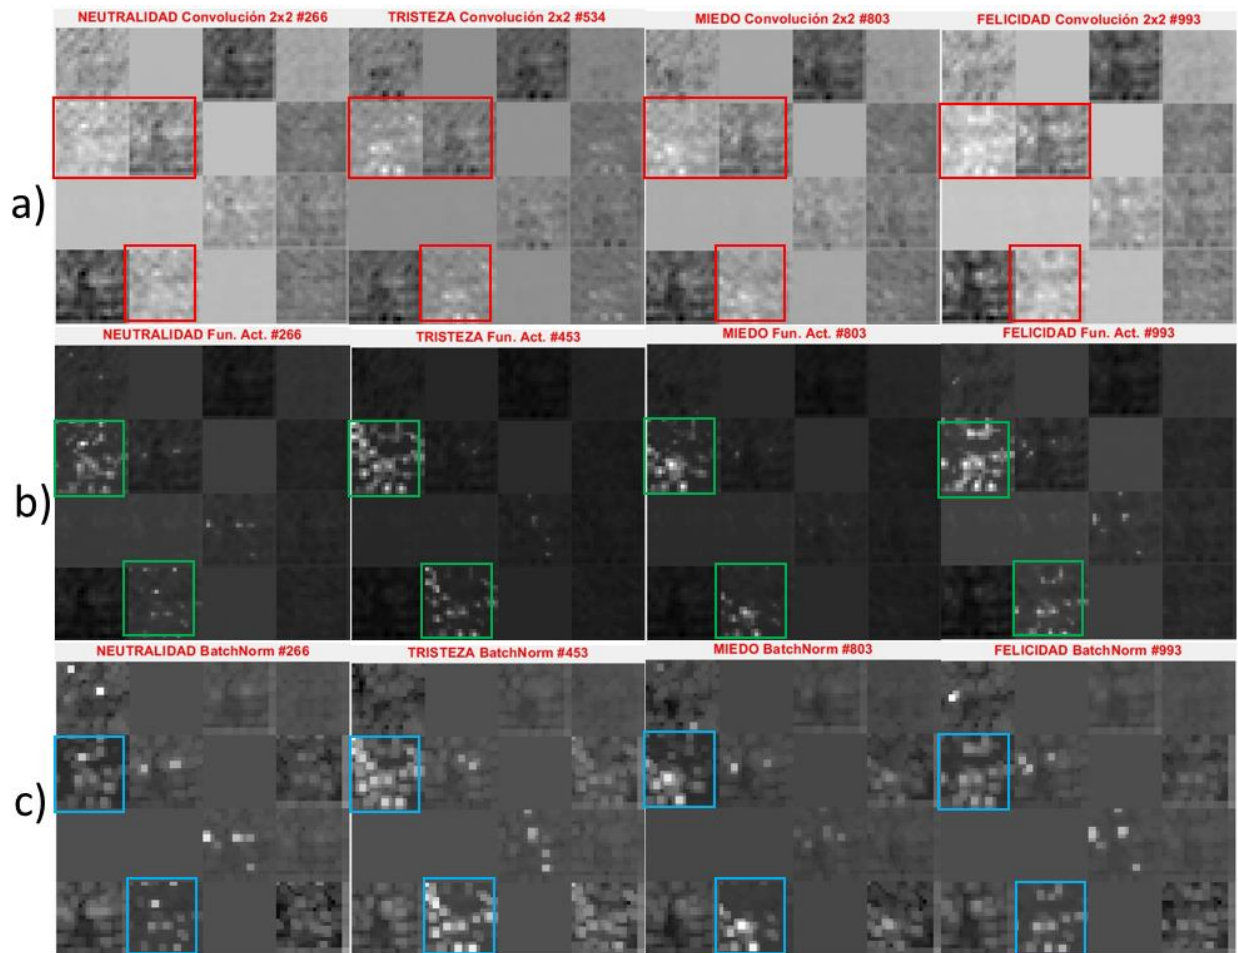 NEUTRALIDAD Convolución 2x2 #266
TRISTEZA Convolución 2x2 #534
MIEDO Convolución 2x2 #803
FELICIDAD Convolución 2x2 #993
a)
NEUTRALIDAD Fun. Act. #266
TRISTEZA Fun. Act. #453
MIEDO Fun. Act. #803
FELICIDAD Fun. Act. #993
b)
NEUTRALIDAD BatchNorm #266
TRISTEZA BatchNorm #453
MIEDO BatchNorm #803
FELICIDAD BatchNorm #993
c)